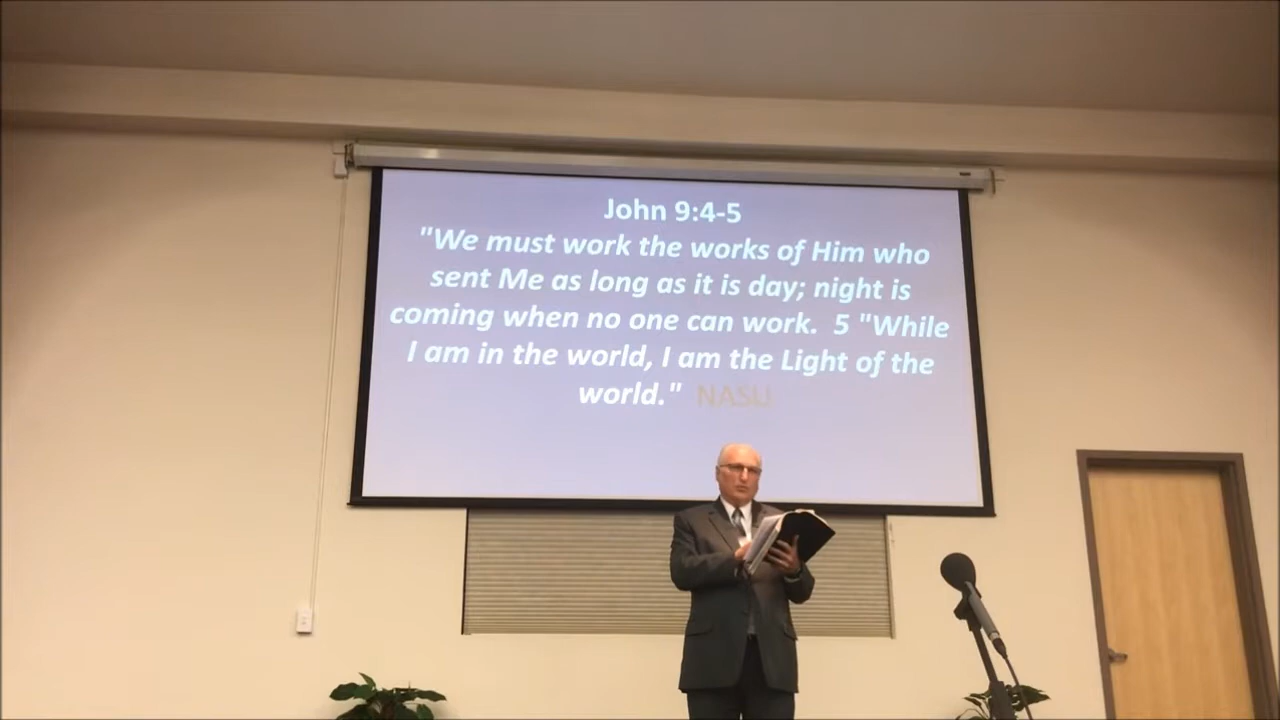 John 9:4-5
"We must work the works of Him who
sent Me as long as it is day; night is
coming when no one can work.  5 "While
I am in the world, I am the Light of the
world."  NASU